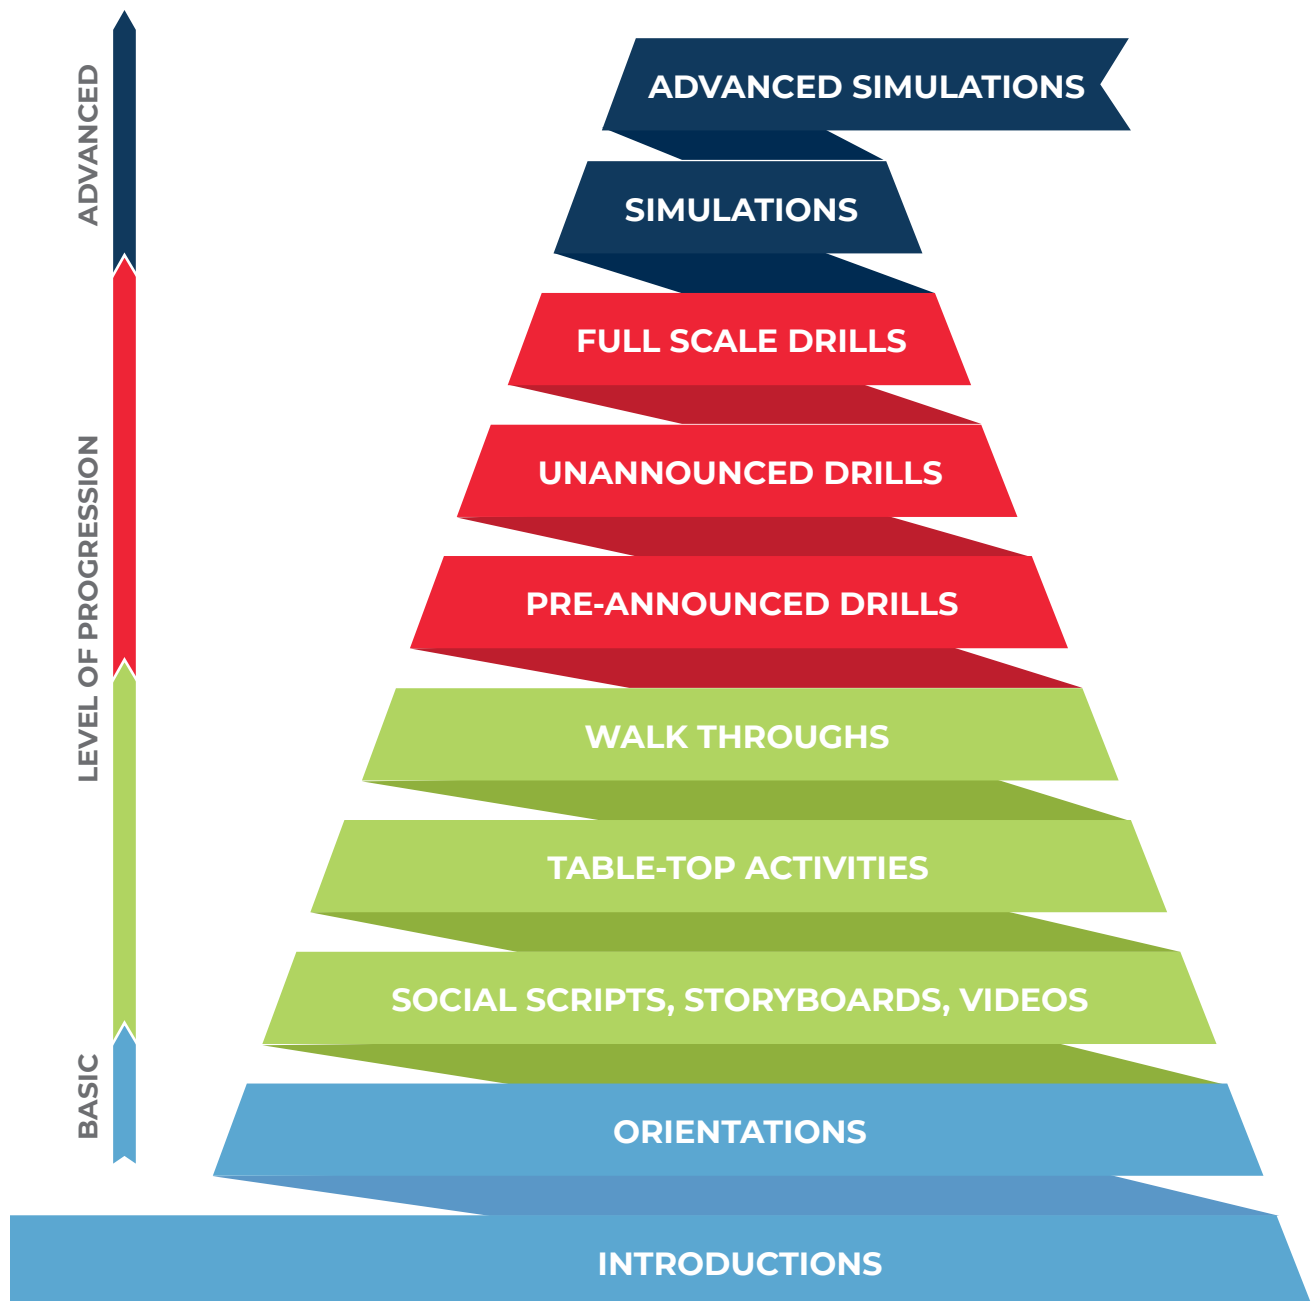 ADVANCED
LEVEL OF PROGRESSION
BASIC
ADVANCED SIMULATIONS
SIMULATIONS
FULL SCALE DRILLS
UNANNOUNCED DRILLS
PRE-ANNOUNCED DRILLS
WALK THROUGHS
TABLE-TOP ACTIVITIES
SOCIAL SCRIPTS, STORYBOARDS, VIDEOS
ORIENTATIONS
INTRODUCTIONS